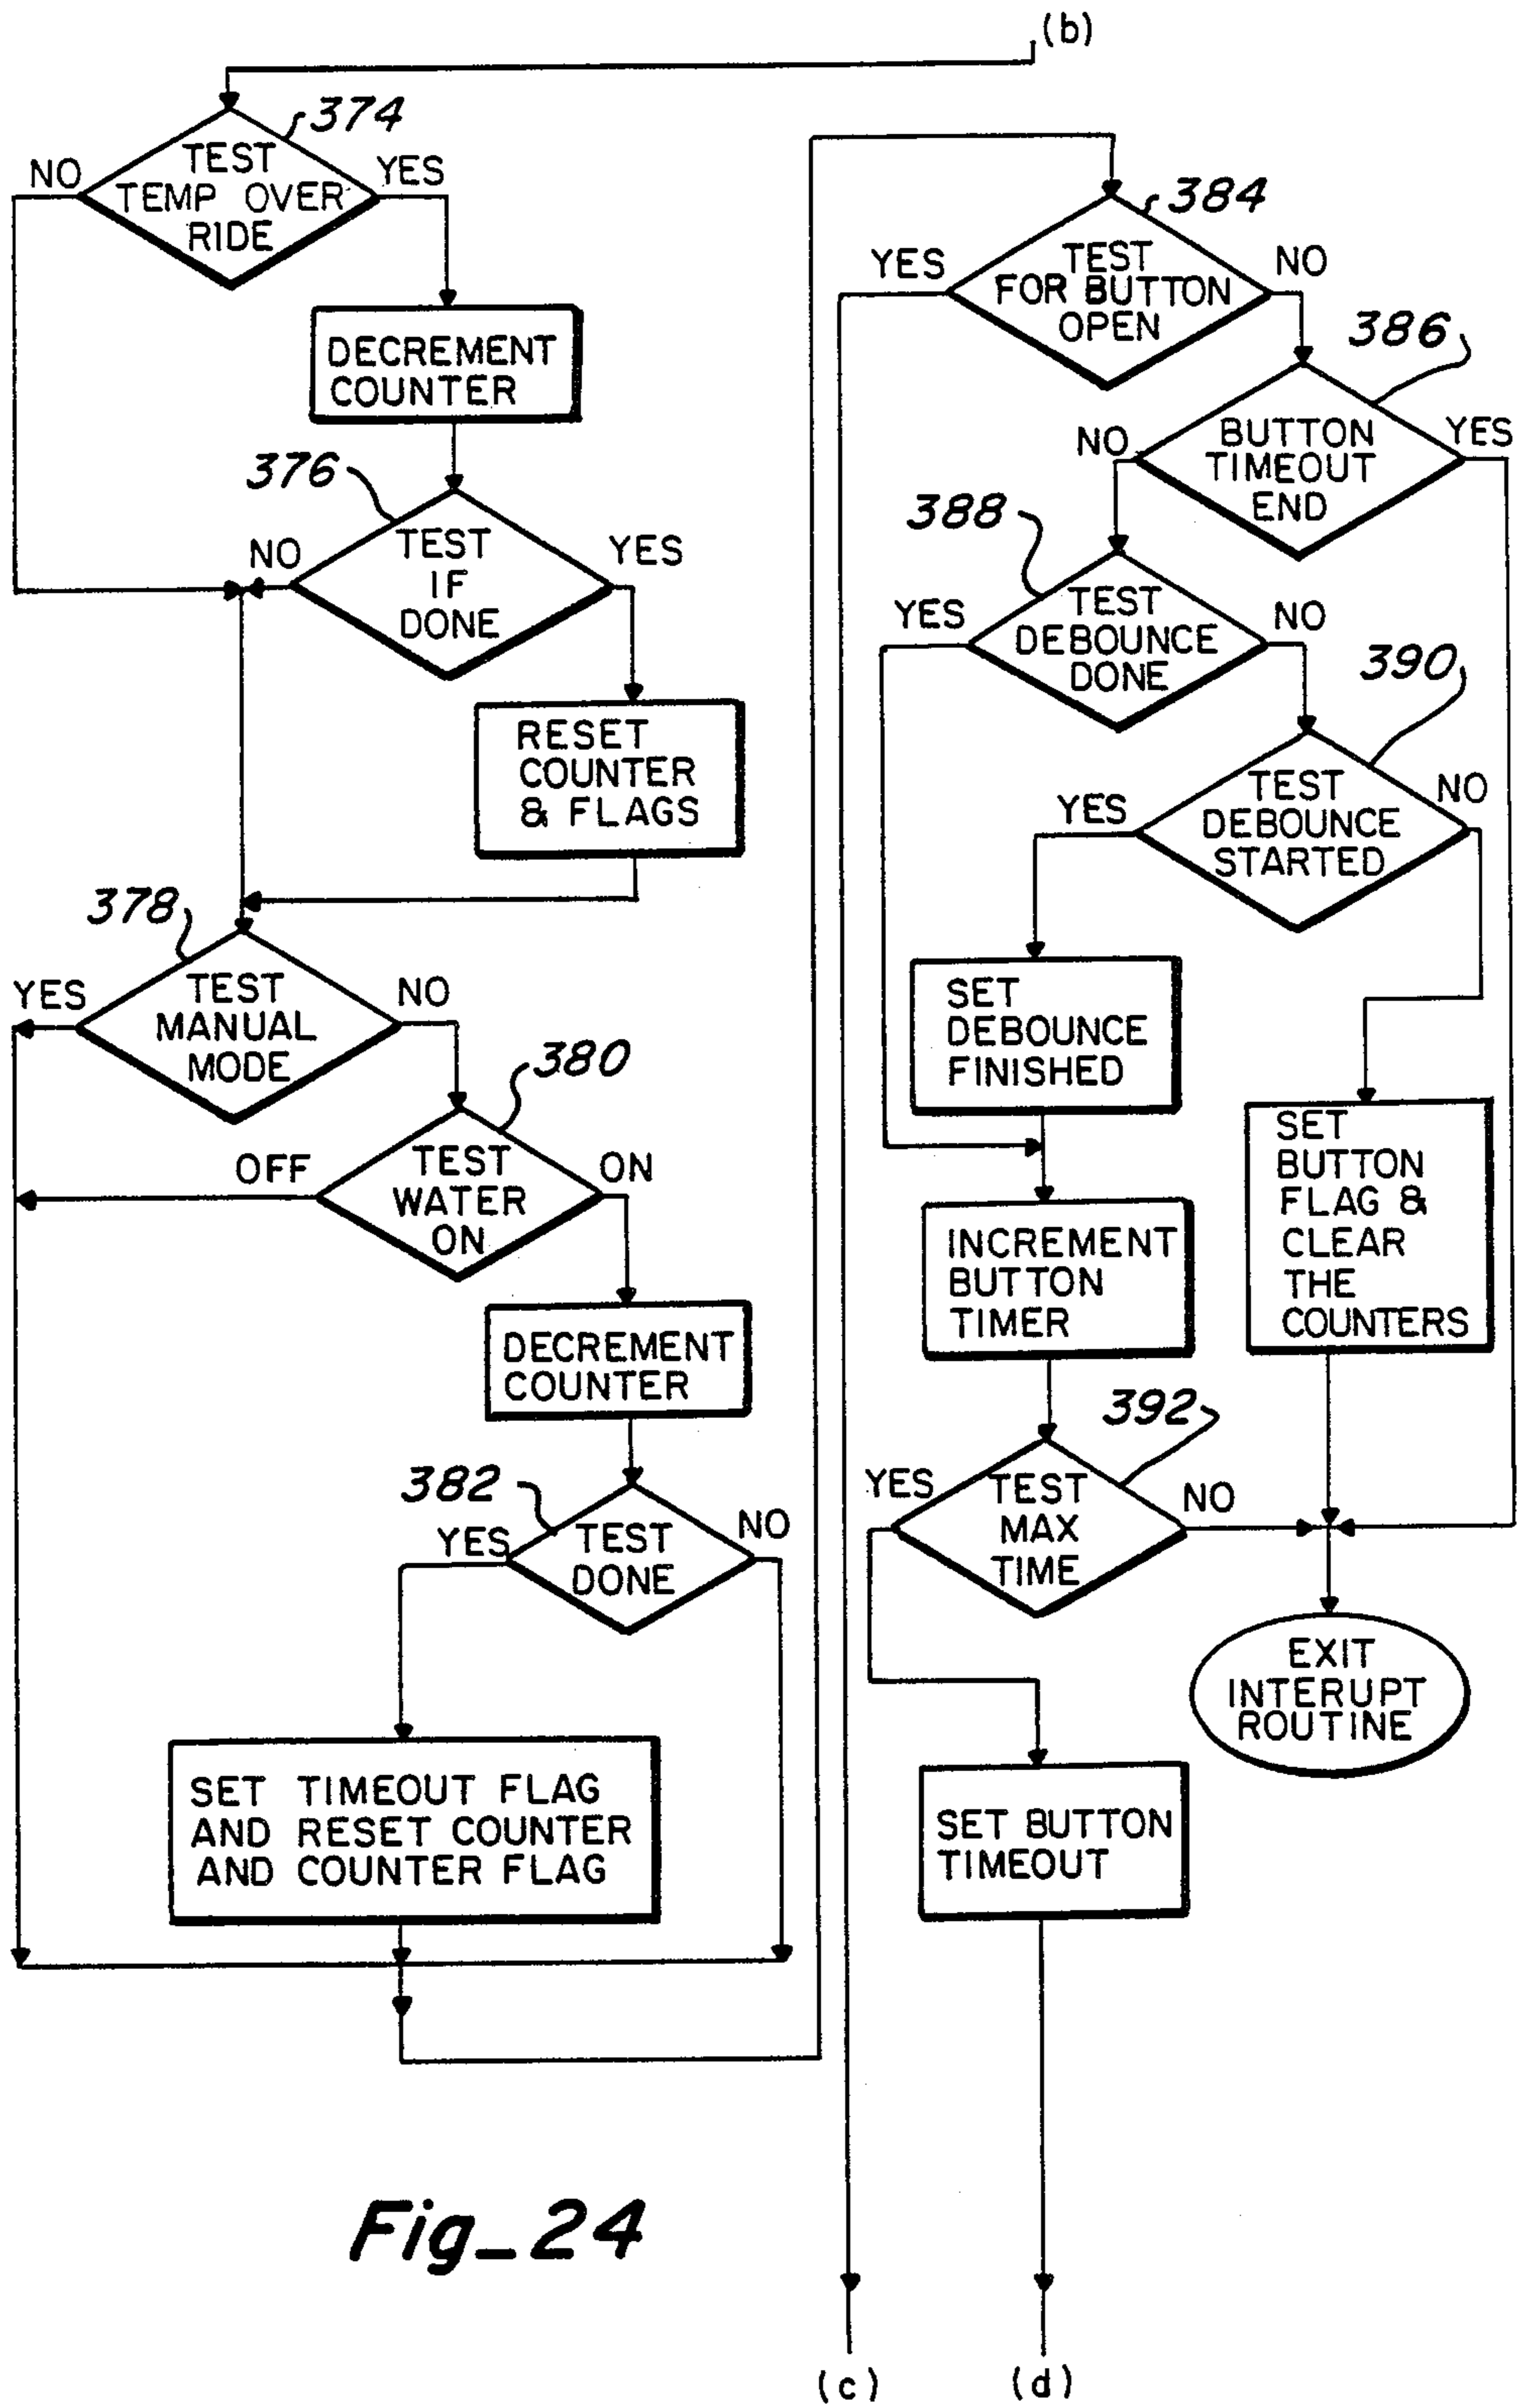 (b)
374
NO
TEST
YES
TEMP OVER
RIDE
DECREMENT
COUNTER
376
NO
TEST
YES
IF
DONE
RESET
COUNTER
& FLAGS
378
YES
TEST
NO
MANUAL
MODE
380
OFF
TEST
ON
WATER
ON
DECREMENT
COUNTER
382
YES
TEST
NO
DONE
SET TIMEOUT FLAG
AND RESET COUNTER
AND COUNTER FLAG
384
YES
TEST
NO
FOR BUTTON
OPEN
386
NO
BUTTON
YES
TIMEOUT
END
388
YES
TEST
NO
DEBOUNCE
DONE
390
YES
TEST
NO
DEBOUNCE
STARTED
SET
DEBOUNCE
FINISHED
SET
BUTTON
FLAG &
CLEAR
THE
COUNTERS
INCREMENT
BUTTON
TIMER
392
YES
TEST
NO
MAX
TIME
EXIT
INTERUPT
ROUTINE
SET BUTTON
TIMEOUT
Fig_24
(c)
(d)